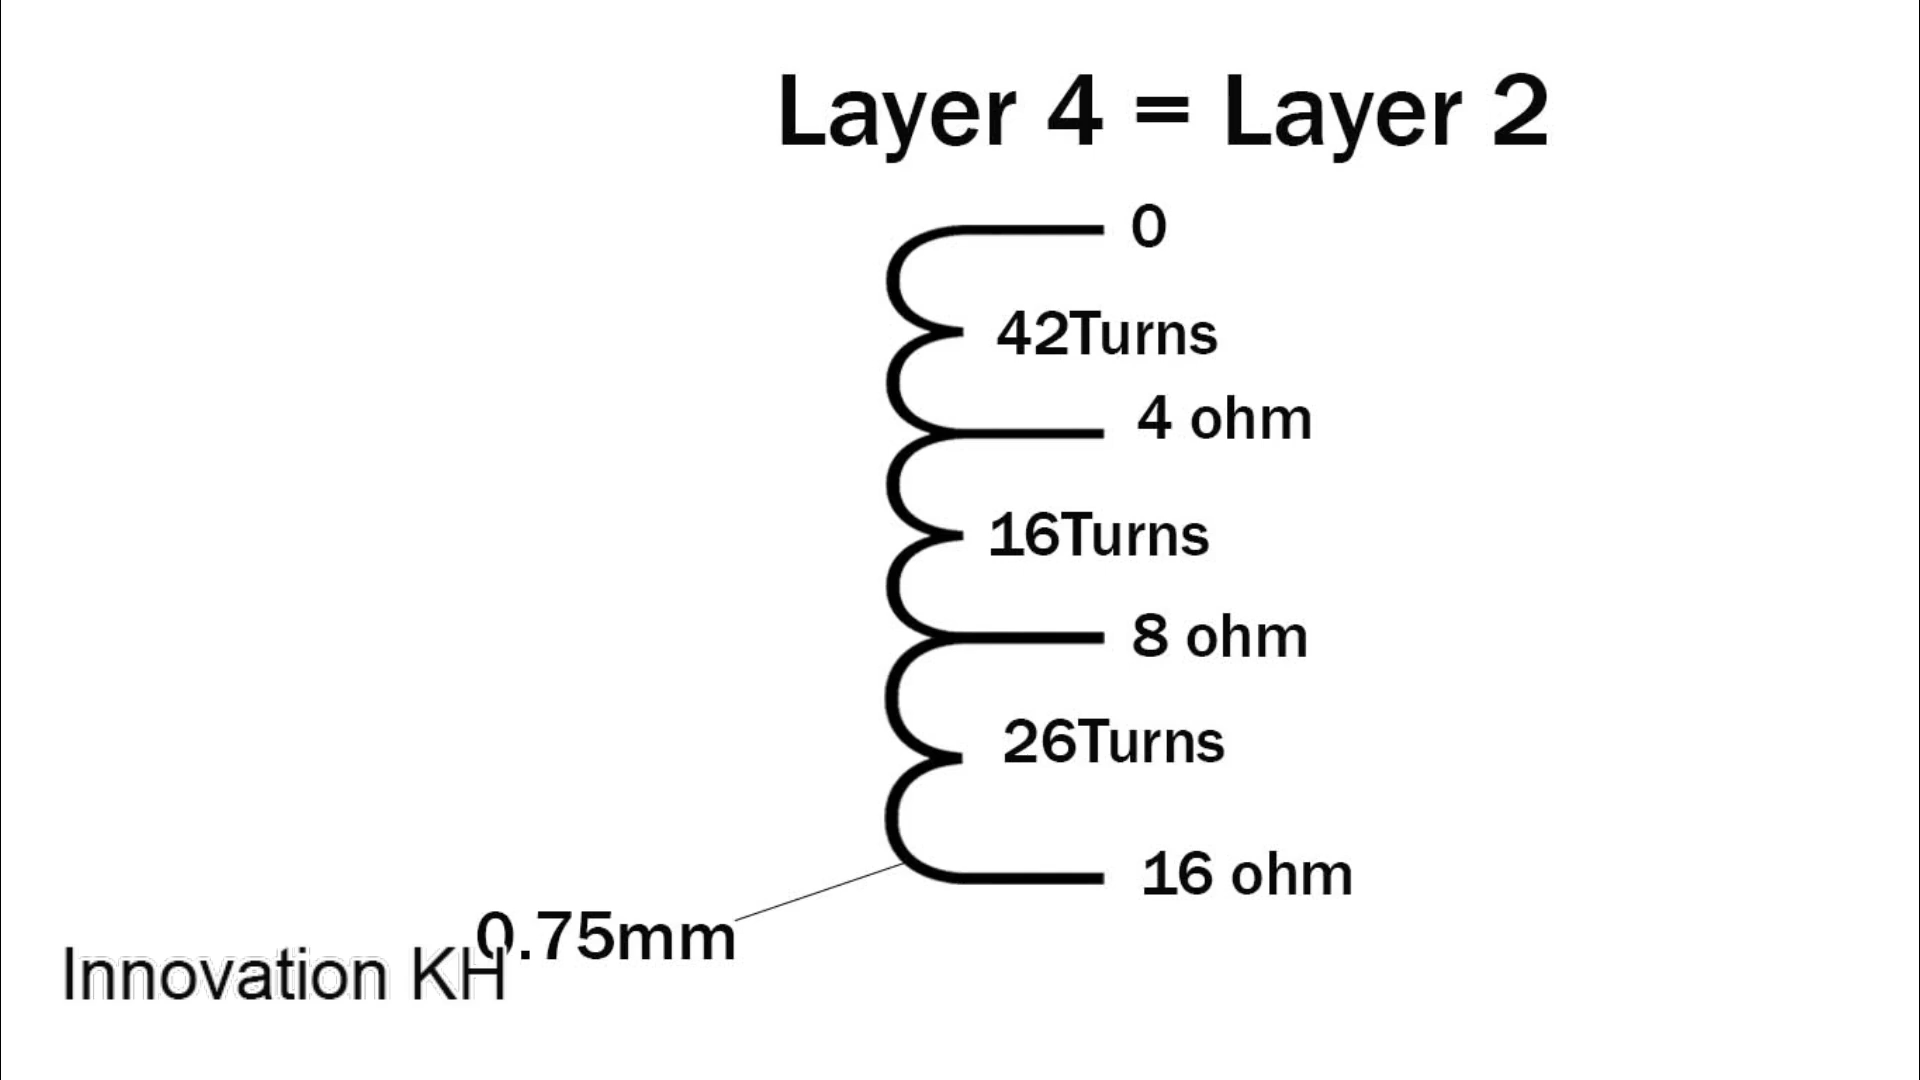 Layer 4 = Layer 2
0
42Turns
4 ohm
16Turns
8 ohm
26Turns
16 ohm
0.75mm
Innovation KH